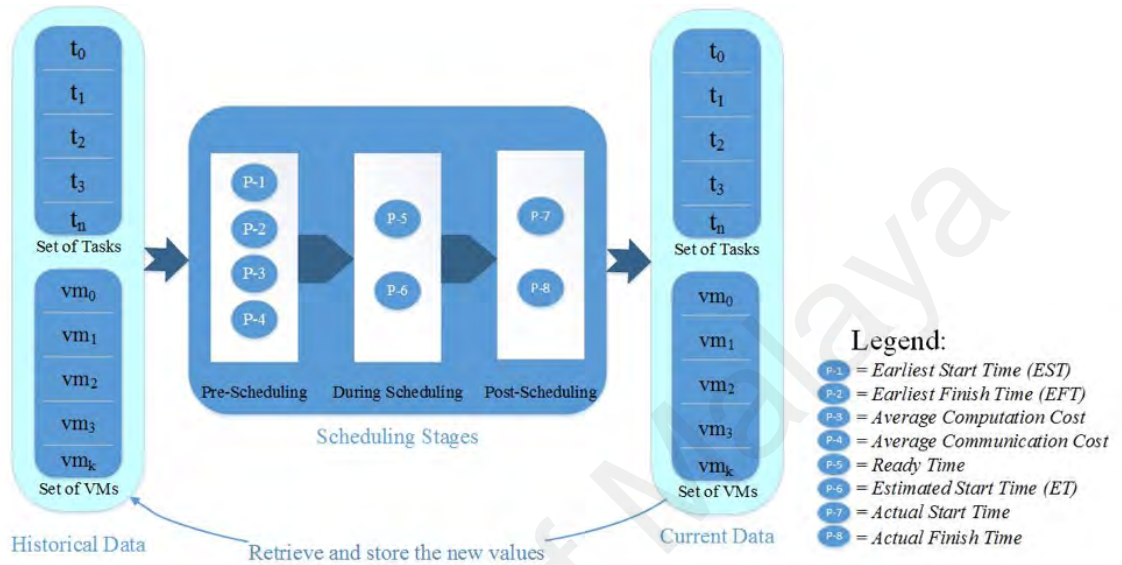 t0
t1
t2
t3
tn
Set of Tasks
vm0
vm1
vm2
vm3
vmk
Set of VMs
Historical Data
P-1
P-2
P-3
P-4
Pre-Scheduling
P-5
P-6
During Scheduling
P-7
P-8
Post-Scheduling
Scheduling Stages
t0
t1
t2
t3
tn
Set of Tasks
vm0
vm1
vm2
vm3
vmk
Set of VMs
Current Data
Retrieve and store the new values
Legend:
P-1 = Earliest Start Time (EST)
P-2 = Earliest Finish Time (EFT)
P-3 = Average Computation Cost
P-4 = Average Communication Cost
P-5 = Ready Time
P-6 = Estimated Start Time (ET)
P-7 = Actual Start Time
P-8 = Actual Finish Time
of Malaya